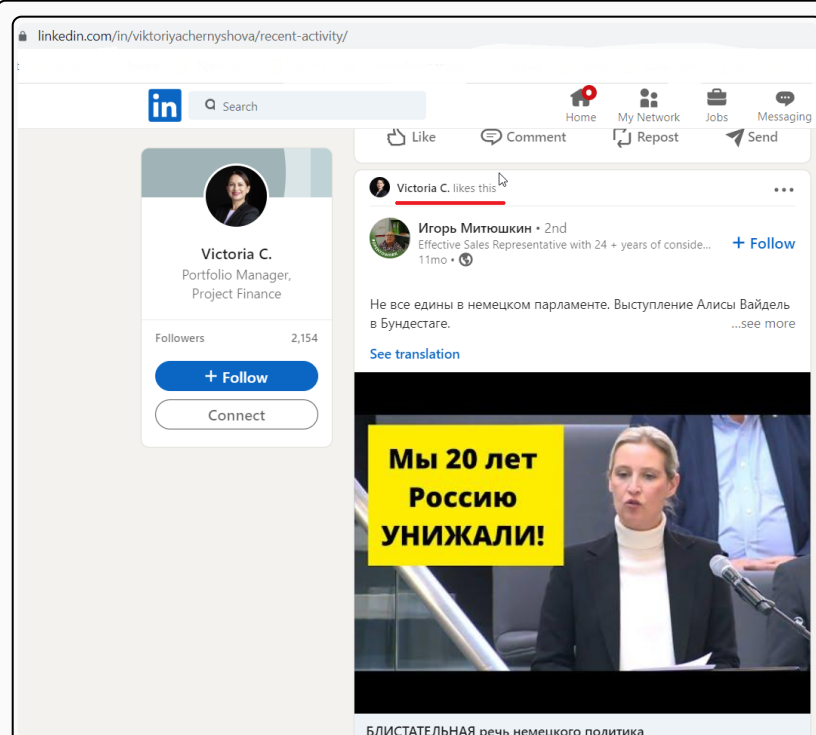 linkedin.com/in/viktoriyachernyshova/recent-activity/
in
Search
Home
My Network
Jobs
Messaging
Like
Comment
Repost
Send
Victoria C.
Portfolio Manager,
Project Finance
Followers 2,154
+ Follow
Connect
Victoria C. likes this
Игорь Митюшкин • 2nd
Effective Sales Representative with 24 + years of conside...
11mo •
+ Follow
Не все едины в немецком парламенте. Выступление Алисы Вайдель
в Бундестаге.
...see more
See translation
Мы 20 лет
Россию
УНИЖАЛИ!
БЛИСТАТЕЛЬНАЯ речь немецкого политика